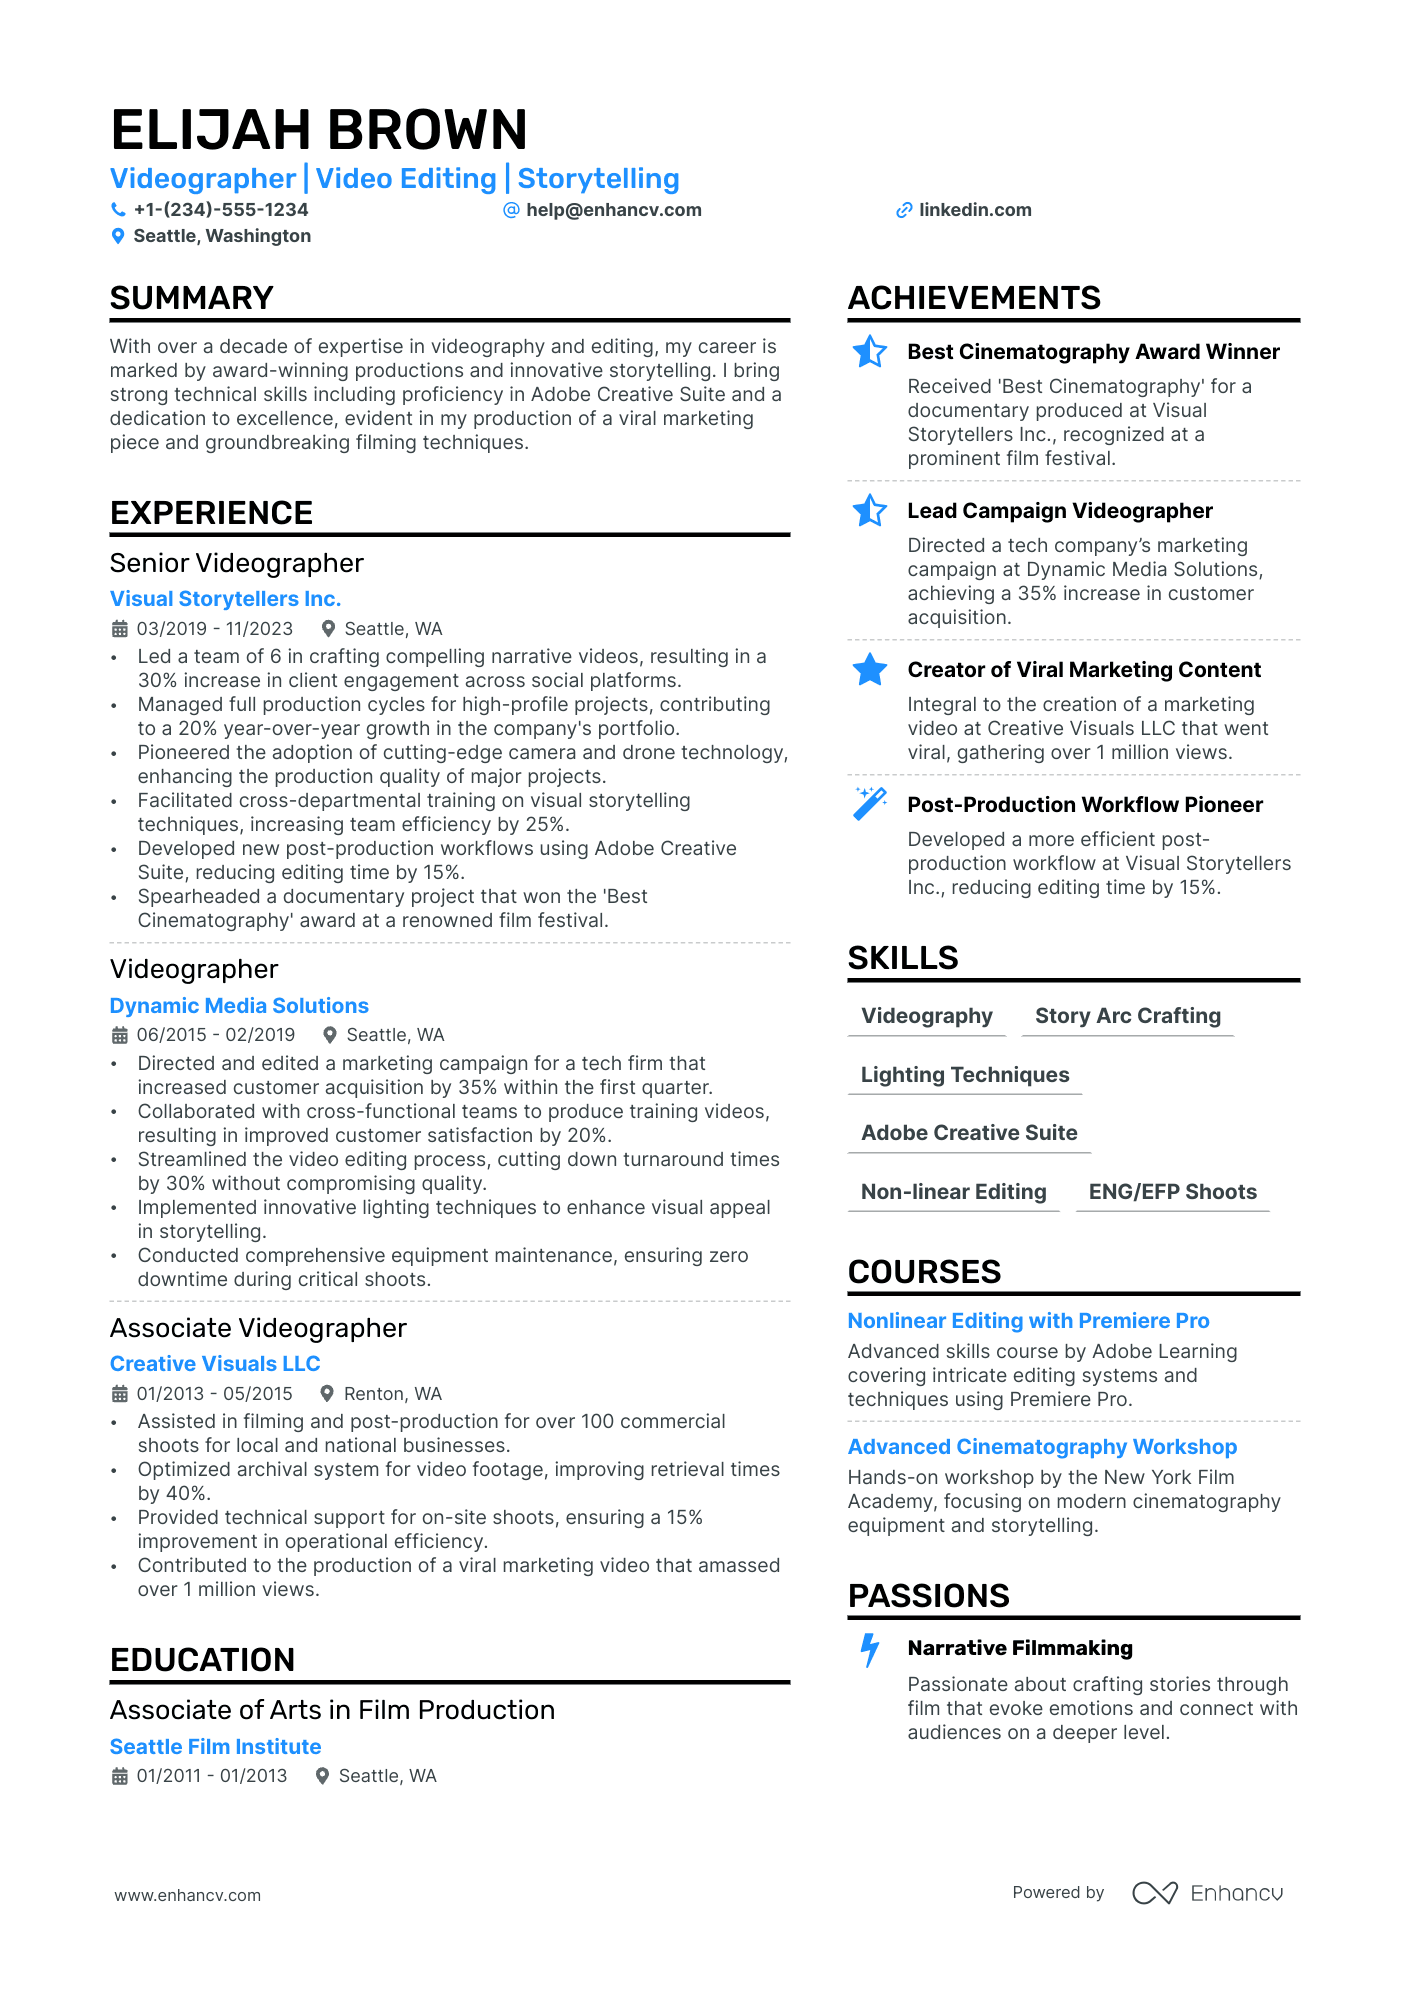 ELIJAH BROWN
Videographer | Video Editing | Storytelling
+1-(234)-555-1234
help@enhancv.com
linkedin.com
Seattle, Washington
SUMMARY
With over a decade of expertise in videography and editing, my career is
marked by award-winning productions and innovative storytelling. I bring
strong technical skills including proficiency in Adobe Creative Suite and a
dedication to excellence, evident in my production of a viral marketing
piece and groundbreaking filming techniques.
EXPERIENCE
Senior Videographer
Visual Storytellers Inc.
03/2019 - 11/2023 Seattle, WA
• Led a team of 6 in crafting compelling narrative videos, resulting in a
30% increase in client engagement across social platforms.
• Managed full production cycles for high-profile projects, contributing
to a 20% year-over-year growth in the company's portfolio.
• Pioneered the adoption of cutting-edge camera and drone technology,
enhancing the production quality of major projects.
• Facilitated cross-departmental training on visual storytelling
techniques, increasing team efficiency by 25%.
• Developed new post-production workflows using Adobe Creative
Suite, reducing editing time by 15%.
• Spearheaded a documentary project that won the 'Best
Cinematography' award at a renowned film festival.
Videographer
Dynamic Media Solutions
06/2015 - 02/2019 Seattle, WA
• Directed and edited a marketing campaign for a tech firm that
increased customer acquisition by 35% within the first quarter.
• Collaborated with cross-functional teams to produce training videos,
resulting in improved customer satisfaction by 20%.
• Streamlined the video editing process, cutting down turnaround times
by 30% without compromising quality.
• Implemented innovative lighting techniques to enhance visual appeal
in storytelling.
• Conducted comprehensive equipment maintenance, ensuring zero
downtime during critical shoots.
Associate Videographer
Creative Visuals LLC
01/2013 - 05/2015 Renton, WA
• Assisted in filming and post-production for over 100 commercial
shoots for local and national businesses.
• Optimized archival system for video footage, improving retrieval times
by 40%.
• Provided technical support for on-site shoots, ensuring a 15%
improvement in operational efficiency.
• Contributed to the production of a viral marketing video that amassed
over 1 million views.
EDUCATION
Associate of Arts in Film Production
Seattle Film Institute
01/2011 - 01/2013 Seattle, WA
ACHIEVEMENTS
Best Cinematography Award Winner
Received 'Best Cinematography' for a
documentary produced at Visual
Storytellers Inc., recognized at a
prominent film festival.
Lead Campaign Videographer
Directed a tech company’s marketing
campaign at Dynamic Media Solutions,
achieving a 35% increase in customer
acquisition.
Creator of Viral Marketing Content
Integral to the creation of a marketing
video at Creative Visuals LLC that went
viral, gathering over 1 million views.
Post-Production Workflow Pioneer
Developed a more efficient post-
production workflow at Visual Storytellers
Inc., reducing editing time by 15%.
SKILLS
Videography Story Arc Crafting
Lighting Techniques
Adobe Creative Suite
Non-linear Editing ENG/EFP Shoots
COURSES
Nonlinear Editing with Premiere Pro
Advanced skills course by Adobe Learning
covering intricate editing systems and
techniques using Premiere Pro.
Advanced Cinematography Workshop
Hands-on workshop by the New York Film
Academy, focusing on modern cinematography
equipment and storytelling.
PASSIONS
Narrative Filmmaking
Passionate about crafting stories through
film that evoke emotions and connect with
audiences on a deeper level.
www.enhancv.com
Powered by Enhancv